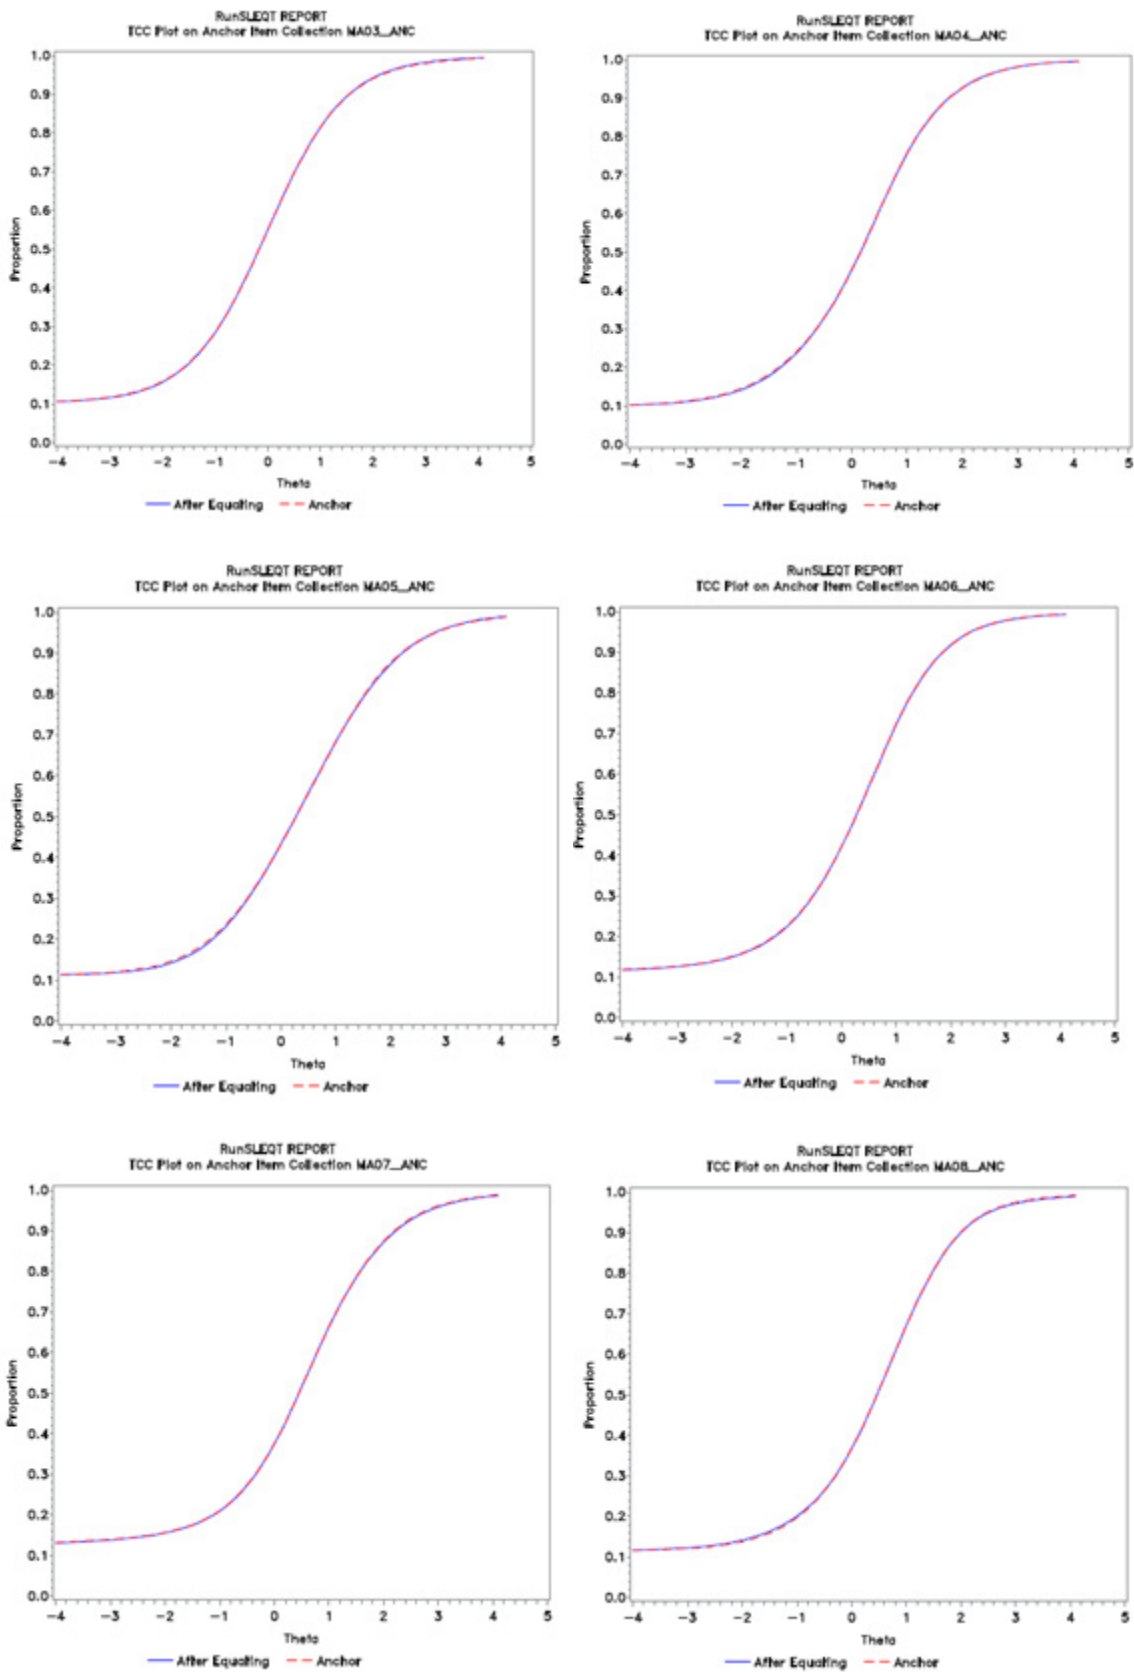 RunSLEQT REPORT
TCC Plot on Anchor Item Collection MA03_ANC
1.0
0.9
0.8
0.7
0.6
0.5
0.4
0.3
0.2
0.1
0.0
Proportion
-4 -3 -2 -1 0 1 2 3 4 5
Theta
After Equating Anchor
RunSLEQT REPORT
TCC Plot on Anchor Item Collection MA04_ANC
1.0
0.9
0.8
0.7
0.6
0.5
0.4
0.3
0.2
0.1
0.0
Proportion
-4 -3 -2 -1 0 1 2 3 4 5
Theta
After Equating Anchor
RunSLEQT REPORT
TCC Plot on Anchor Item Collection MA05_ANC
1.0
0.9
0.8
0.7
0.6
0.5
0.4
0.3
0.2
0.1
0.0
Proportion
-4 -3 -2 -1 0 1 2 3 4 5
Theta
After Equating Anchor
RunSLEQT REPORT
TCC Plot on Anchor Item Collection MA06_ANC
1.0
0.9
0.8
0.7
0.6
0.5
0.4
0.3
0.2
0.1
0.0
Proportion
-4 -3 -2 -1 0 1 2 3 4 5
Theta
After Equating Anchor
RunSLEQT REPORT
TCC Plot on Anchor Item Collection MA07_ANC
1.0
0.9
0.8
0.7
0.6
0.5
0.4
0.3
0.2
0.1
0.0
Proportion
-4 -3 -2 -1 0 1 2 3 4 5
Theta
After Equating Anchor
RunSLEQT REPORT
TCC Plot on Anchor Item Collection MA08_ANC
1.0
0.9
0.8
0.7
0.6
0.5
0.4
0.3
0.2
0.1
0.0
Proportion
-4 -3 -2 -1 0 1 2 3 4 5
Theta
After Equating Anchor